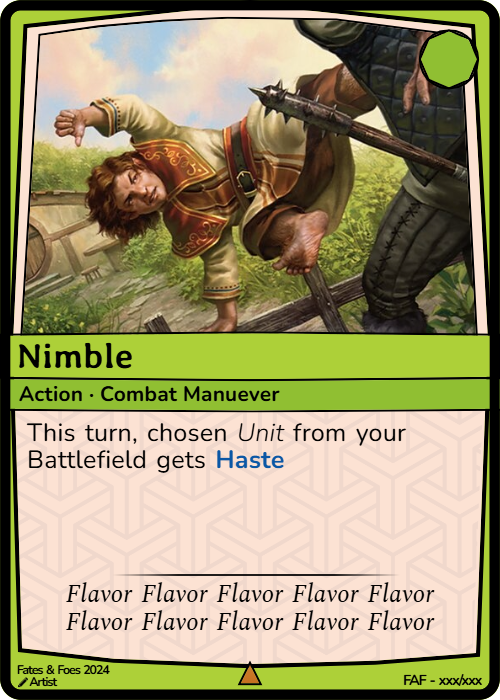 Nimble
Action · Combat Manuever
This turn, chosen Unit from your
Battlefield gets Haste
Flavor Flavor Flavor Flavor Flavor
Flavor Flavor Flavor Flavor Flavor
Fates & Foes 2024
Artist
FAF - xxx/xxx